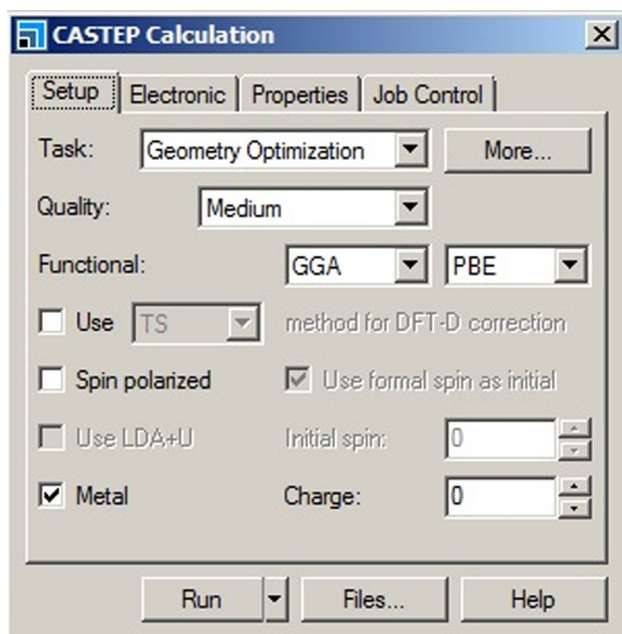 CASTEP Calculation
Setup Electronic Properties Job Control
Task: Geometry Optimization More...
Quality: Medium
Functional: GGA PBE
Use TS method for DFT-D correction
Spin polarized Use formal spin as initial
Use LDA+U Initial spin: 0
Metal Charge: 0
Run Files... Help